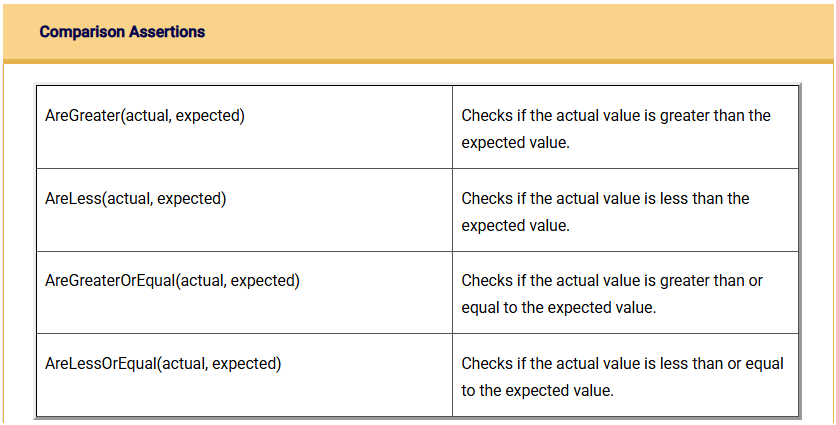 Comparison Assertions
AreGreater(actual, expected)
Checks if the actual value is greater than the
expected value.
AreLess(actual, expected)
Checks if the actual value is less than the
expected value.
AreGreaterOrEqual(actual, expected)
Checks if the actual value is greater than or
equal to the expected value.
AreLessOrEqual(actual, expected)
Checks if the actual value is less than or equal
to the expected value.